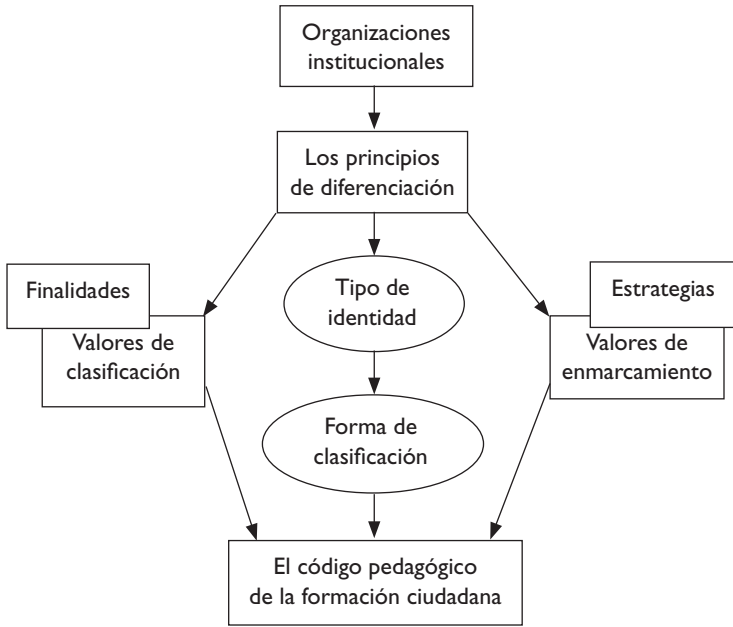 Organizaciones
institucionales
Los principios
de diferenciación
Finalidades
Valores de
clasificación
Tipo de
identidad
Estrategias
Valores de
enmarcamiento
Forma de
clasificación
El código pedagógico
de la formación ciudadana